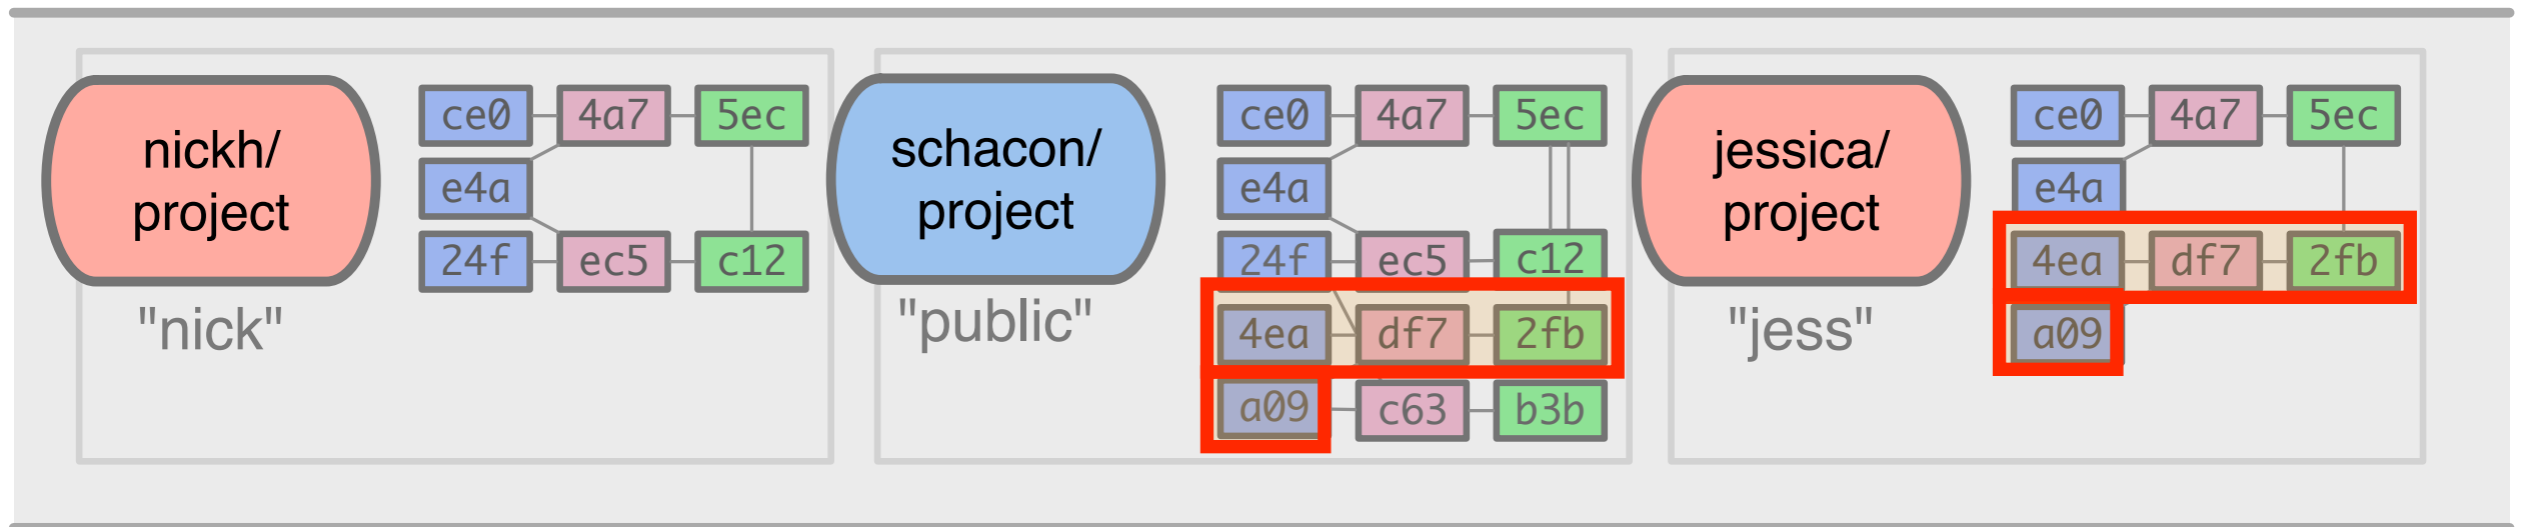 nickh/
project
"nick"
ce0 4a7 5ec
e4a
24f ec5 c12
schacon/
project
"public"
ce0 4a7 5ec
e4a
24f ec5 c12
4ea df7 2fb
a09 c63 b3b
jessica/
project
"jess"
ce0 4a7 5ec
e4a
4ea df7 2fb
a09